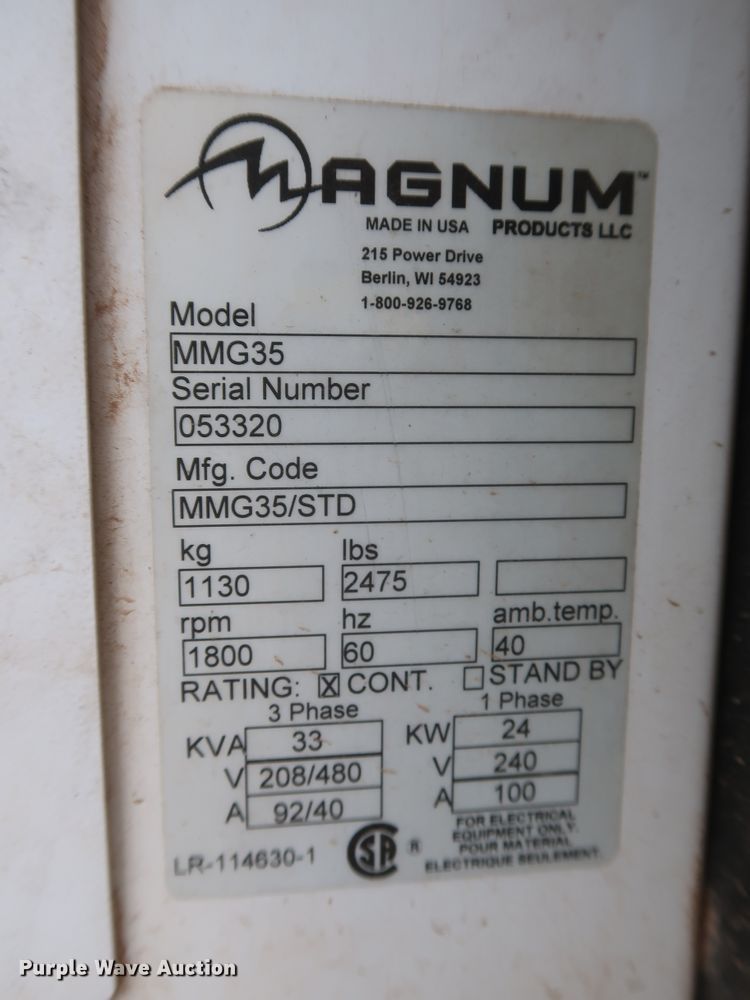 MAGNUM™
MADE IN USA PRODUCTS LLC
215 Power Drive
Berlin, WI 54923
1-800-926-9768
Model
MMG35
Serial Number
053320
Mfg. Code
MMG35/STD
kg lbs
1130 2475
rpm hz amb.temp.
1800 60 40
RATING: X CONT. STAND BY
3 Phase 1 Phase
KVA 33 KW 24
V 208/480 V 240
A 92/40 A 100
LR-114630-1 SA ®
FOR ELECTRICAL
EQUIPMENT ONLY.
POUR MATERIAL
ELECTRIQUE SEULEMENT.
Purple Wave Auction